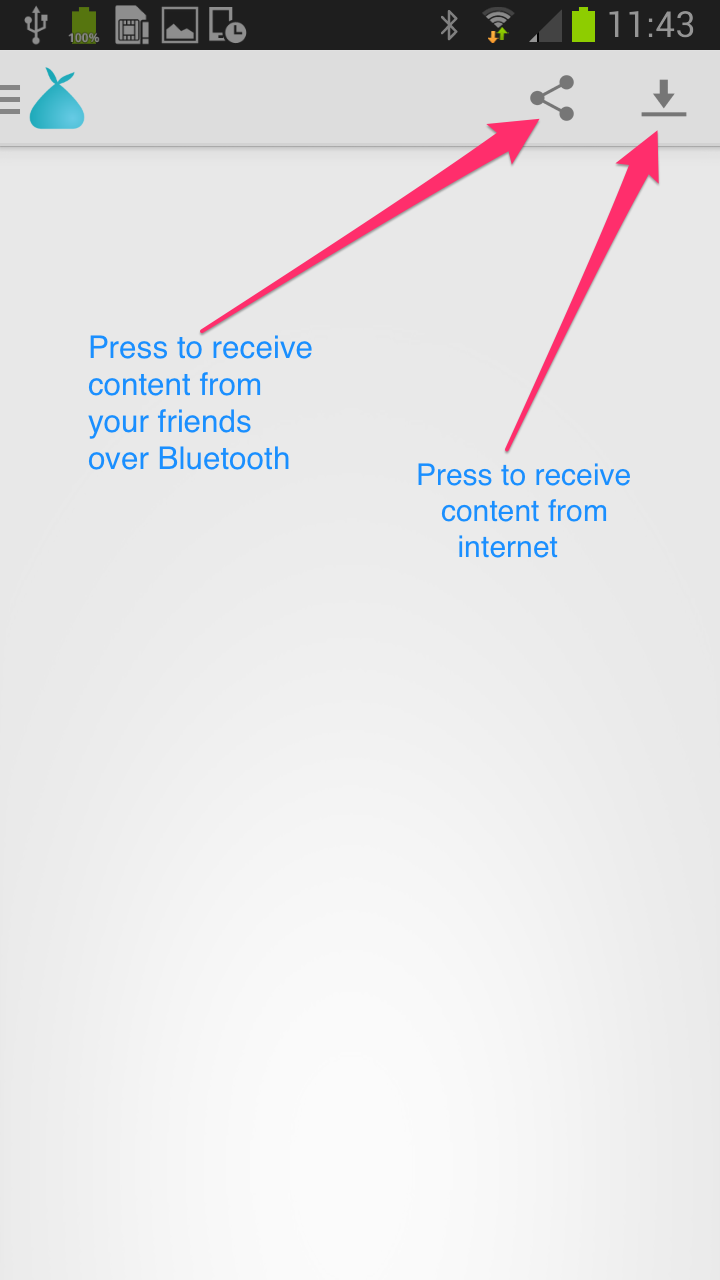 100%
11:43
Press to receive
content from
your friends
over Bluetooth
Press to receive
content from
internet